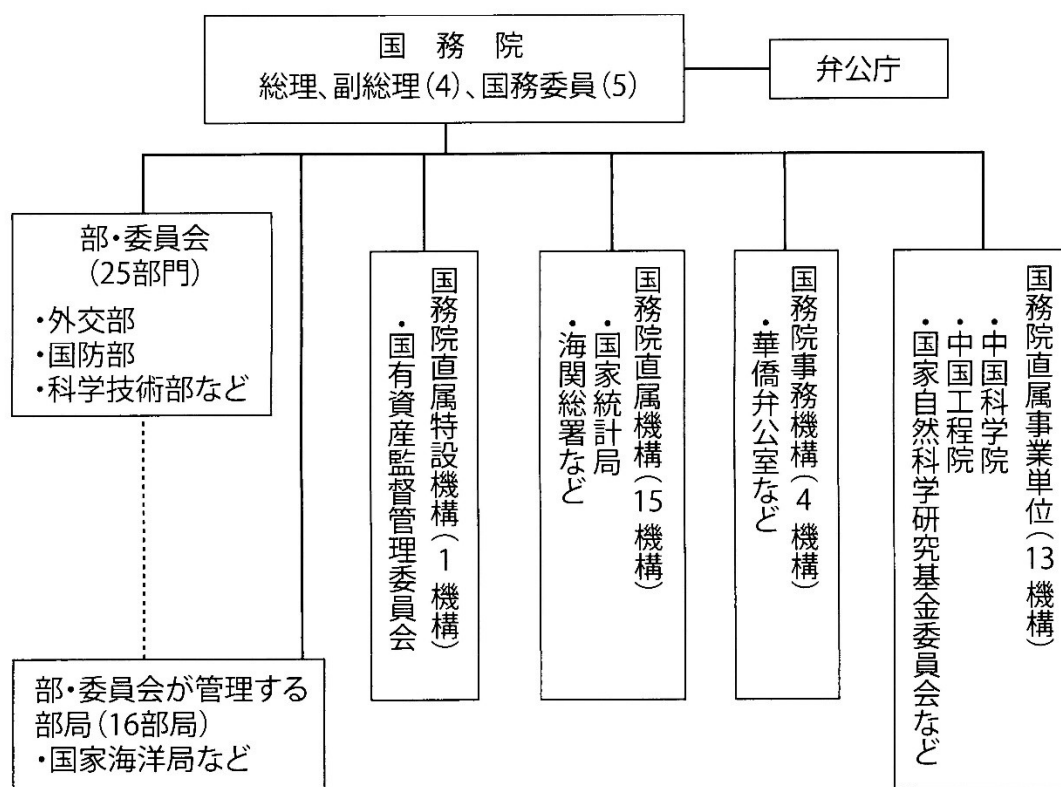 国務院
総理、副総理(4)、国務委員(5)
弁公庁
部・委員会
(25部門)
・外交部
・国防部
・科学技術部など
部・委員会が管理する
部局(16部局)
・国家海洋局など
国務院直属特設機構(1機構)
・国有資産監督管理委員会
国務院直属機構(15機構)
・国家統計局
・海関総署など
国務院事務機構(4機構)
・華僑弁公室など
国務院直属事業単位(13機構)
・中国科学院
・中国工程院
・国家自然科学研究基金委員会など